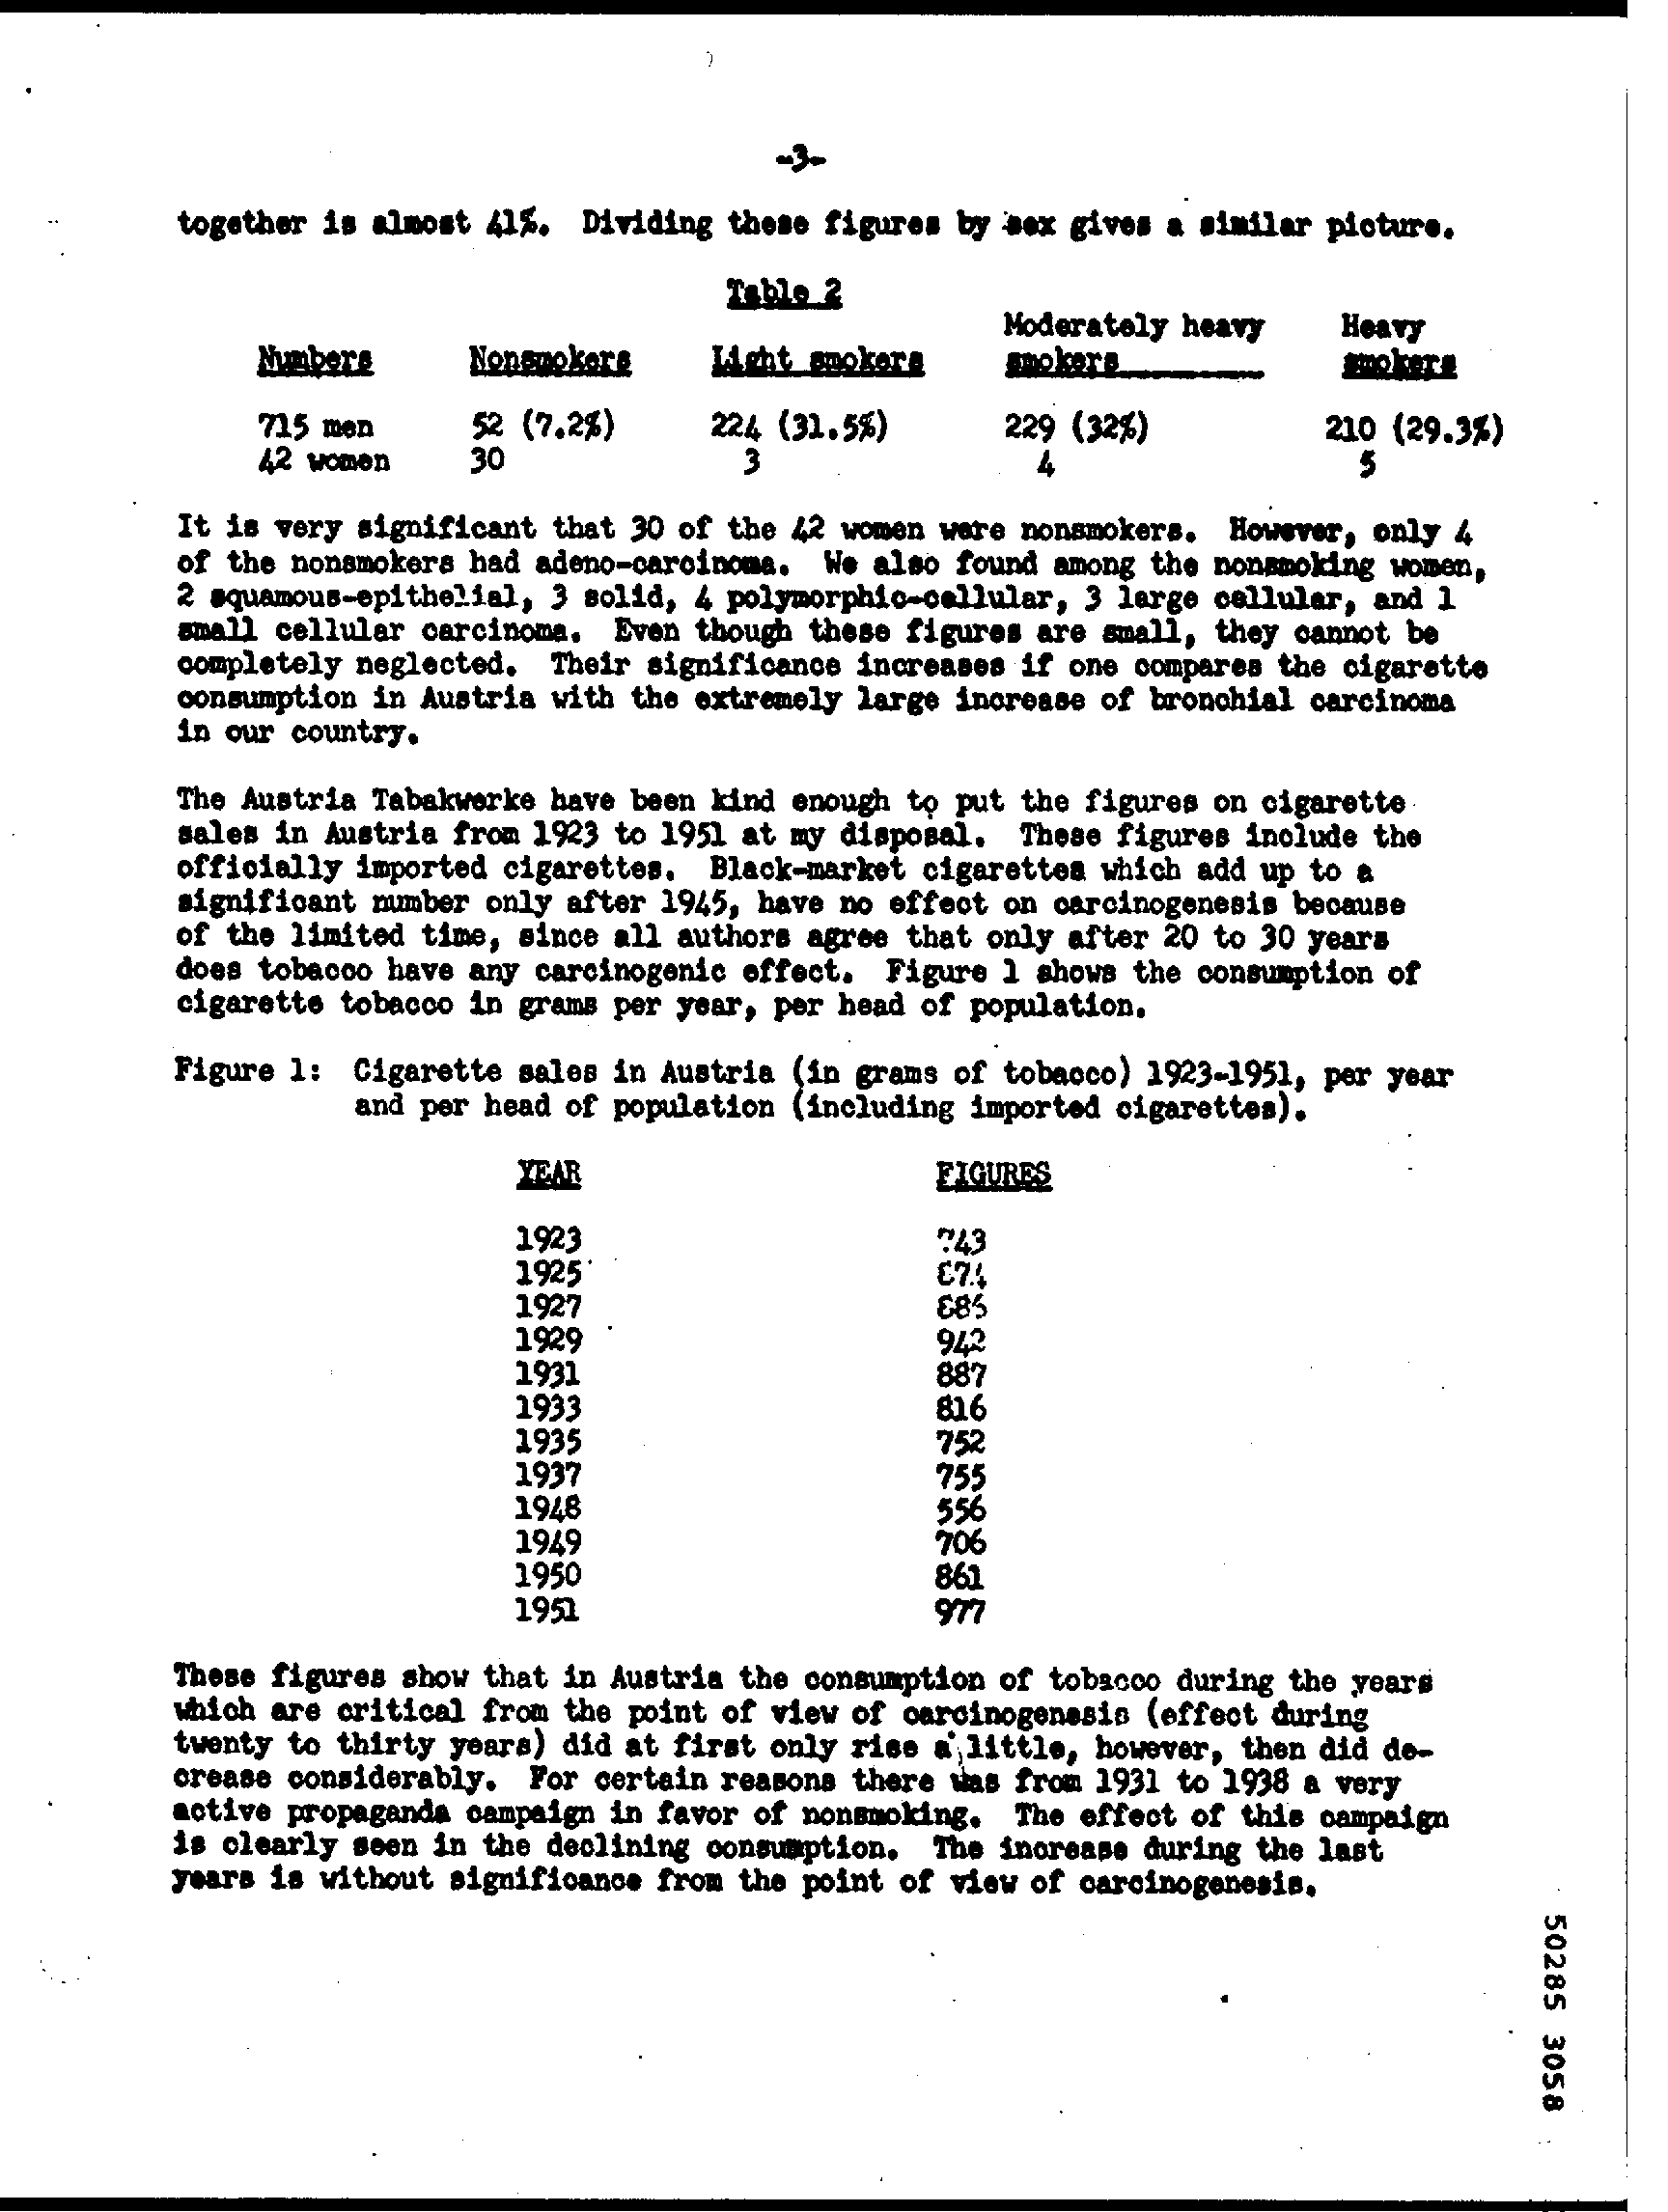 -3-
together is almost 41%. Dividing these figures by sex gives a similar picture.
Table 2
Numbers Nonsmokers Light smokers Moderately heavy smokers Heavy smokers
715 men 52 (7.2%) 224 (31.5%) 229 (32%) 210 (29.3%)
42 women 30 3 4 5
It is very significant that 30 of the 42 women were nonsmokers. However, only 4
of the nonsmokers had adeno-carcinoma. We also found among the nonsmoking women,
2 squamous-epithelial, 3 solid, 4 polymorphic-cellular, 3 large cellular, and 1
small cellular carcinoma. Even though these figures are small, they cannot be
completely neglected. Their significance increases if one compares the cigarette
consumption in Austria with the extremely large increase of bronchial carcinoma
in our country.
The Austria Tabakwerke have been kind enough to put the figures on cigarette
sales in Austria from 1923 to 1951 at my disposal. These figures include the
officially imported cigarettes. Black-market cigarettes which add up to a
significant number only after 1945, have no effect on carcinogenesis because
of the limited time, since all authors agree that only after 20 to 30 years
does tobacco have any carcinogenic effect. Figure 1 shows the consumption of
cigarette tobacco in grams per year, per head of population.
Figure 1: Cigarette sales in Austria (in grams of tobacco) 1923-1951, per year
and per head of population (including imported cigarettes).
YEAR FIGURES
1923
1925
1927
1929 942
1931 887
1933 816
1935 752
1937 755
1948 556
1949 706
1950 861
1951 977
These figures show that in Austria the consumption of tobacco during the years
which are critical from the point of view of carcinogenesis (effect during
twenty to thirty years) did at first only rise a little, however, then did de-
crease considerably. For certain reasons there was from 1931 to 1938 a very
active propaganda campaign in favor of nonsmoking. The effect of this campaign
is clearly seen in the declining consumption. The increase during the last
years is without significance from the point of view of carcinogenesis.
50285 3058